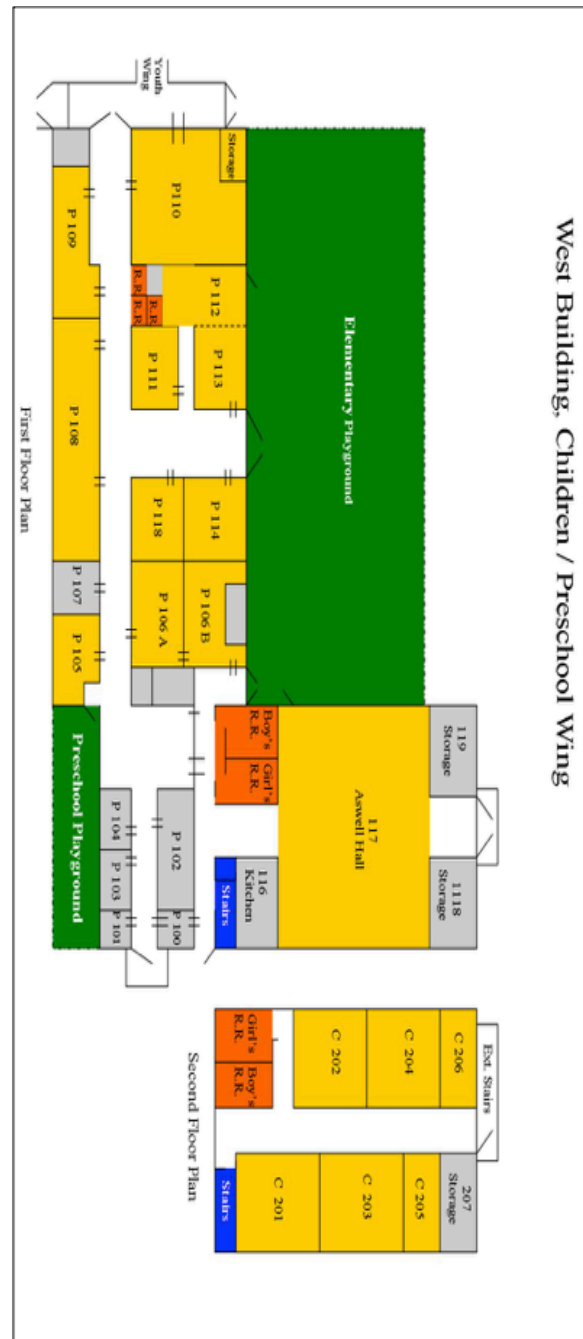 West Building, Children / Preschool Wing
Youth
Wing
Storage
P110
P 109
R.R
R.R
R.R
P 112
P 111
P 113
Elementary Playground
P 108
First Floor Plan
P 118
P 114
P 107
P 106 A
P 106 B
P 105
Boy's
R.R.
Girl's
R.R.
119
Storage
117
Aswell Hall
Preschool Playground
P 104
P 103
P 101
P 102
P 100
Stairs
116
Kitchen
1118
Storage
Girl's
R.R.
Boy's
R.R.
C 202
C 204
C 206
Ext. Stairs
Second Floor Plan
Stairs
C 201
C 203
C 205
207
Storage